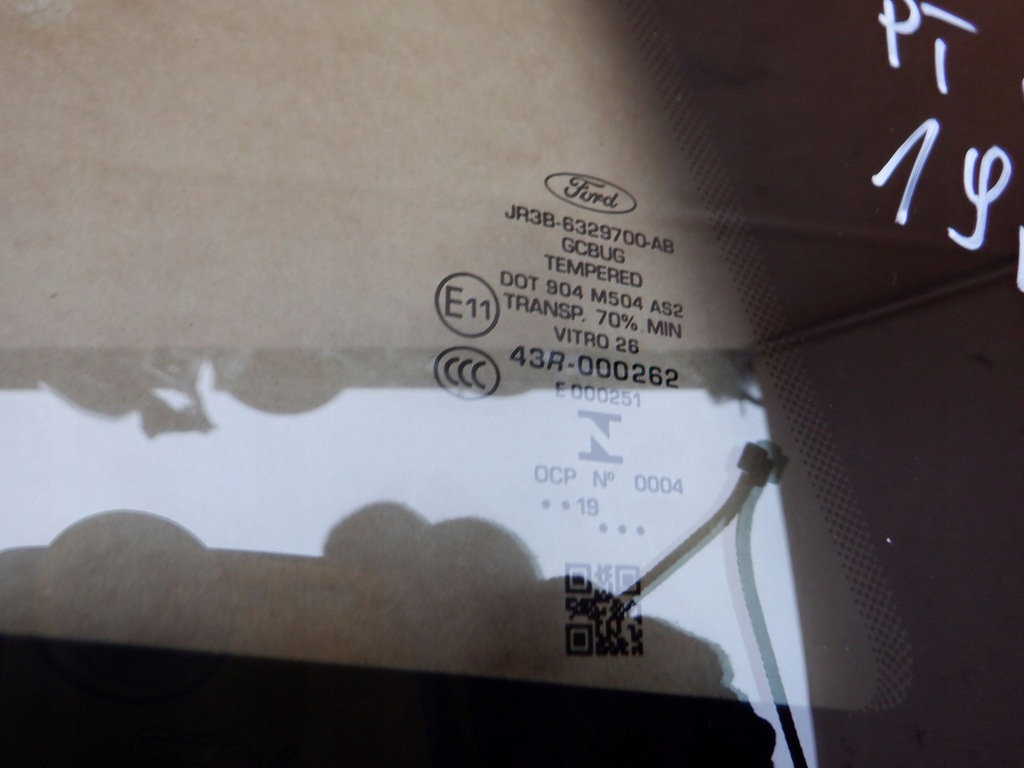 Ford
JR3B-6329700-AB
GCBUG
TEMPERED
DOT 904 M504 AS2
TRANSP. 70% MIN
VITRO 26
E11
43R-000262
CCC
E 000251
OCP Nº 0004
• • 19
• • •